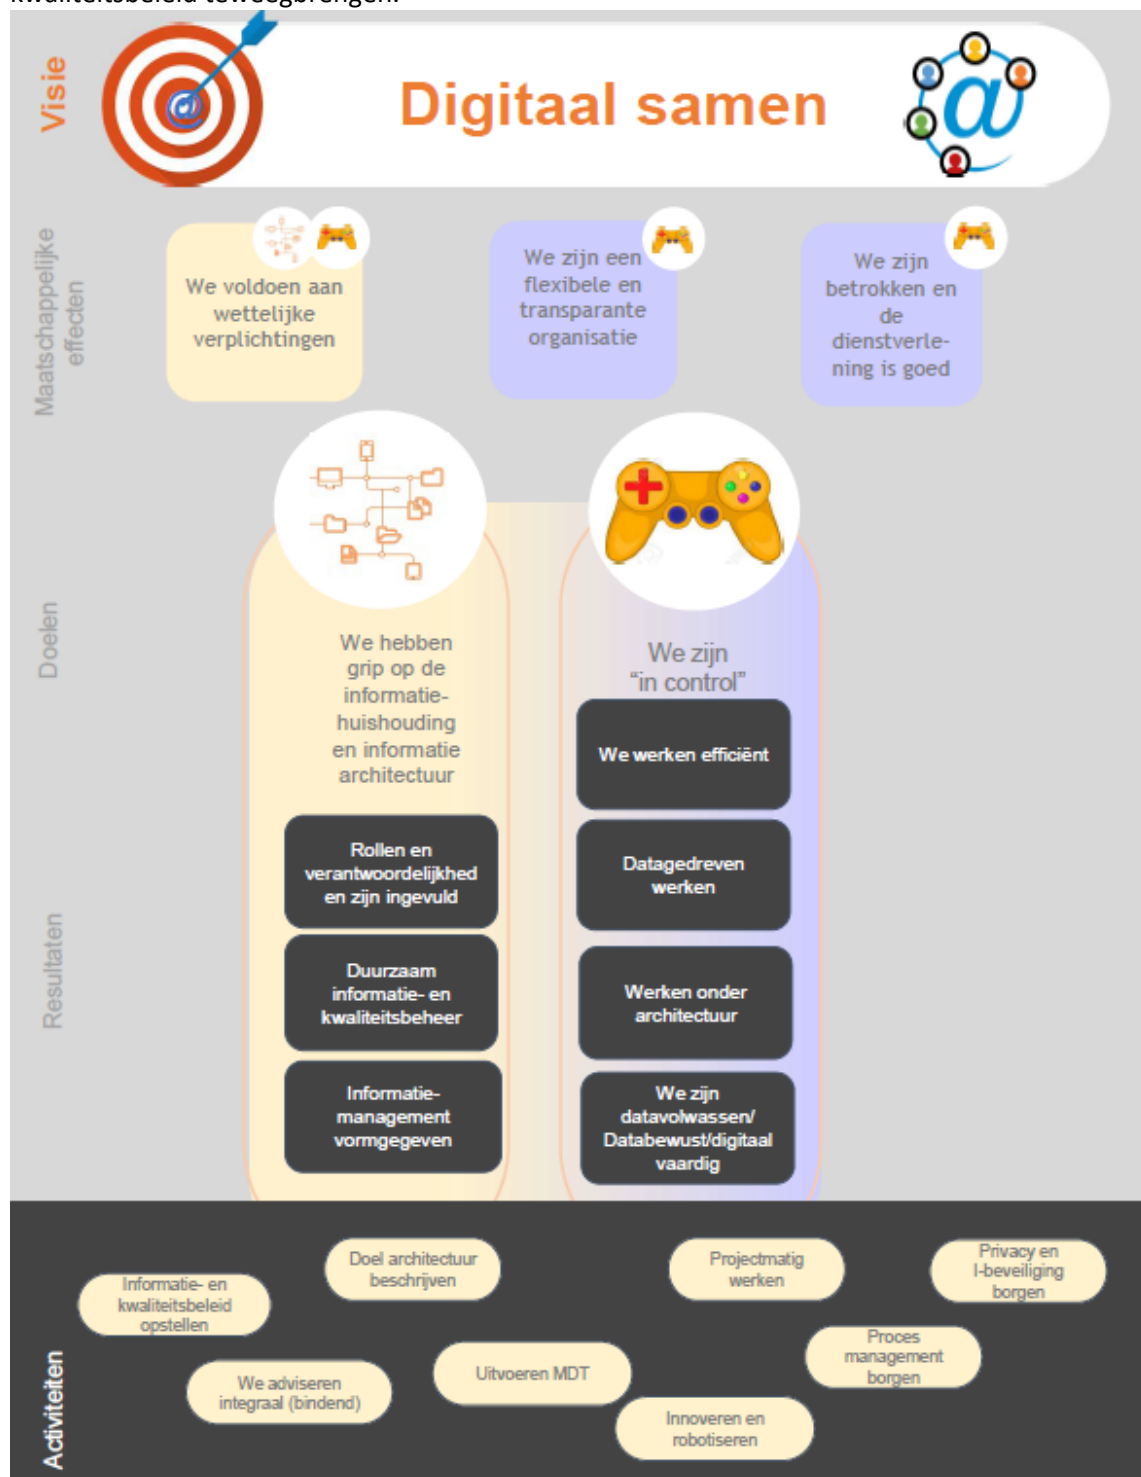 kwaliteitsbeleid teweegbrengen.
Visie
Digitaal samen
Maatschappelijke
effecten
We voldoen aan
wettelijke
verplichtingen
We zijn een
flexibele en
transparante
organisatie
We zijn
betrokken en
de
dienstverle-
ning is goed
Doelen
We hebben
grip op de
informatie-
huishouding
en informatie
architectuur
We zijn
“in control”
Resultaten
Rollen en
verantwoordelijkhed
en zijn ingevuld
Duurzaam
informatie- en
kwaliteitsbeheer
Informatie-
management
vormgegeven
We werken efficiënt
Datagedreven
werken
Werken onder
architectuur
We zijn
datavolwassen/
Databewust/digitaal
vaardig
Activiteiten
Informatie- en
kwaliteitsbeleid
opstellen
Doel architectuur
beschrijven
Projectmatig
werken
Privacy en
I-beveiliging
borgen
We adviseren
integraal (bindend)
Uitvoeren MDT
Proces
management
borgen
Innoveren en
robotiseren